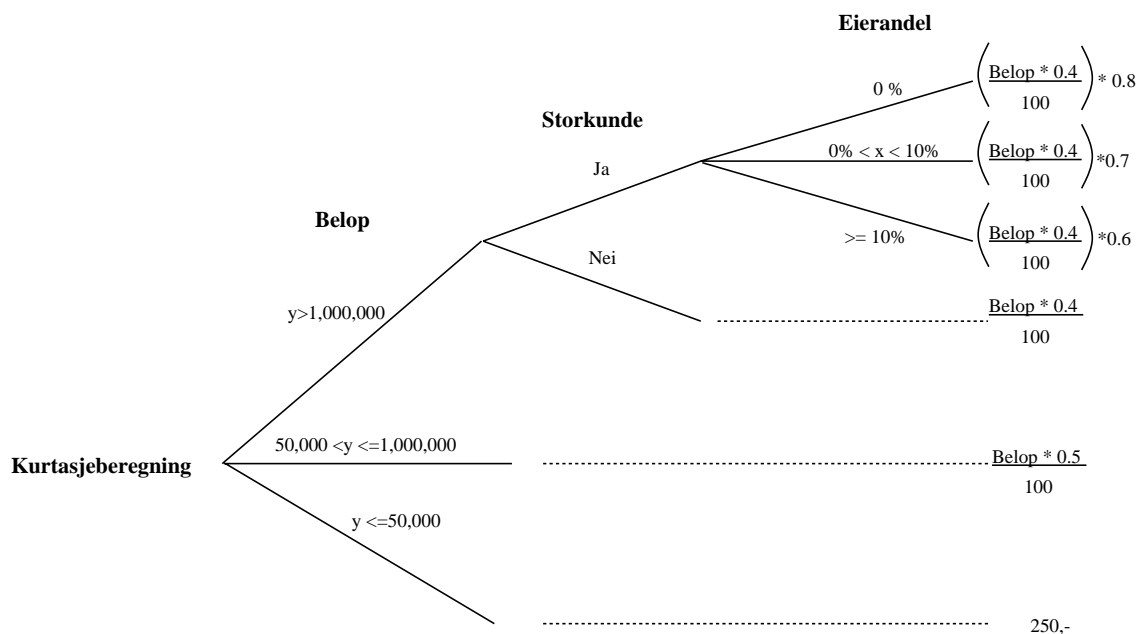 Eierandel
Belop * 0.4
0 %
* 0.8
100
Storkunde
0% < x < 10%
Belop * 0.4
*0.7
Ja
100
Belop
>= 10%
Belop * 0.4
*0.6
Nei
100
y>1,000,000
Belop * 0.4
100
50,000 <y <=1,000,000
Kurtasjeberegning
Belop * 0.5
100
y <=50,000
250,-